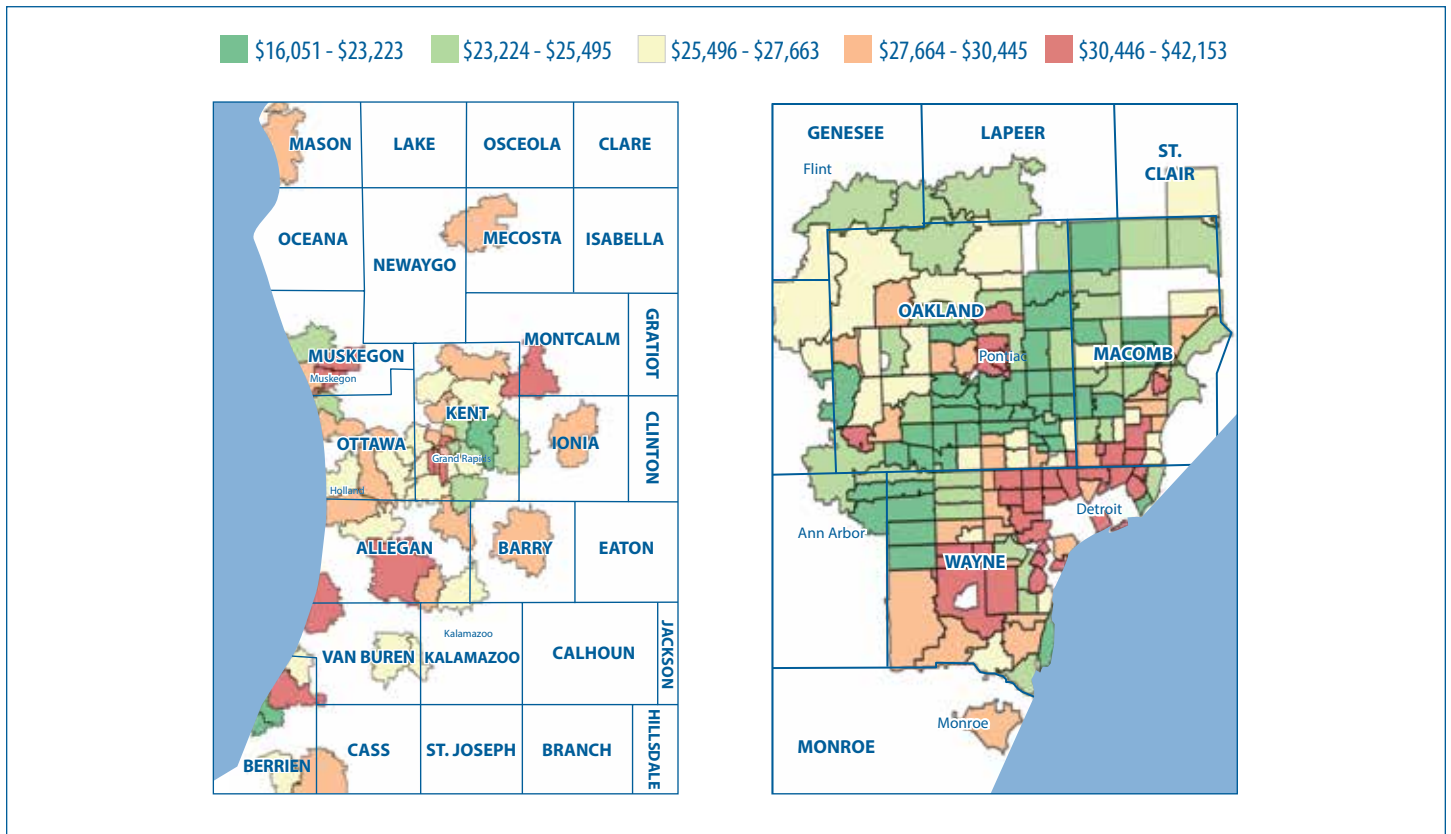 $16,051 - $23,223
$23,224 - $25,495
$25,496 - $27,663
$27,664 - $30,445
$30,446 - $42,153
MASON
LAKE
OSCEOLA
CLARE
OCEANA
NEWAYGO
MECOSTA
ISABELLA
MUSKEGON
Muskegon
MONTCALM
GRATIOT
KENT
Grand Rapids
OTTAWA
Holland
IONIA
CLINTON
ALLEGAN
BARRY
EATON
VAN BUREN
Kalamazoo
KALAMAZOO
CALHOUN
JACKSON
BERRIEN
CASS
ST. JOSEPH
BRANCH
HILLSDALE
GENESEE
Flint
LAPEER
ST.
CLAIR
OAKLAND
Pontiac
MACOMB
Ann Arbor
Detroit
WAYNE
Monroe
MONROE